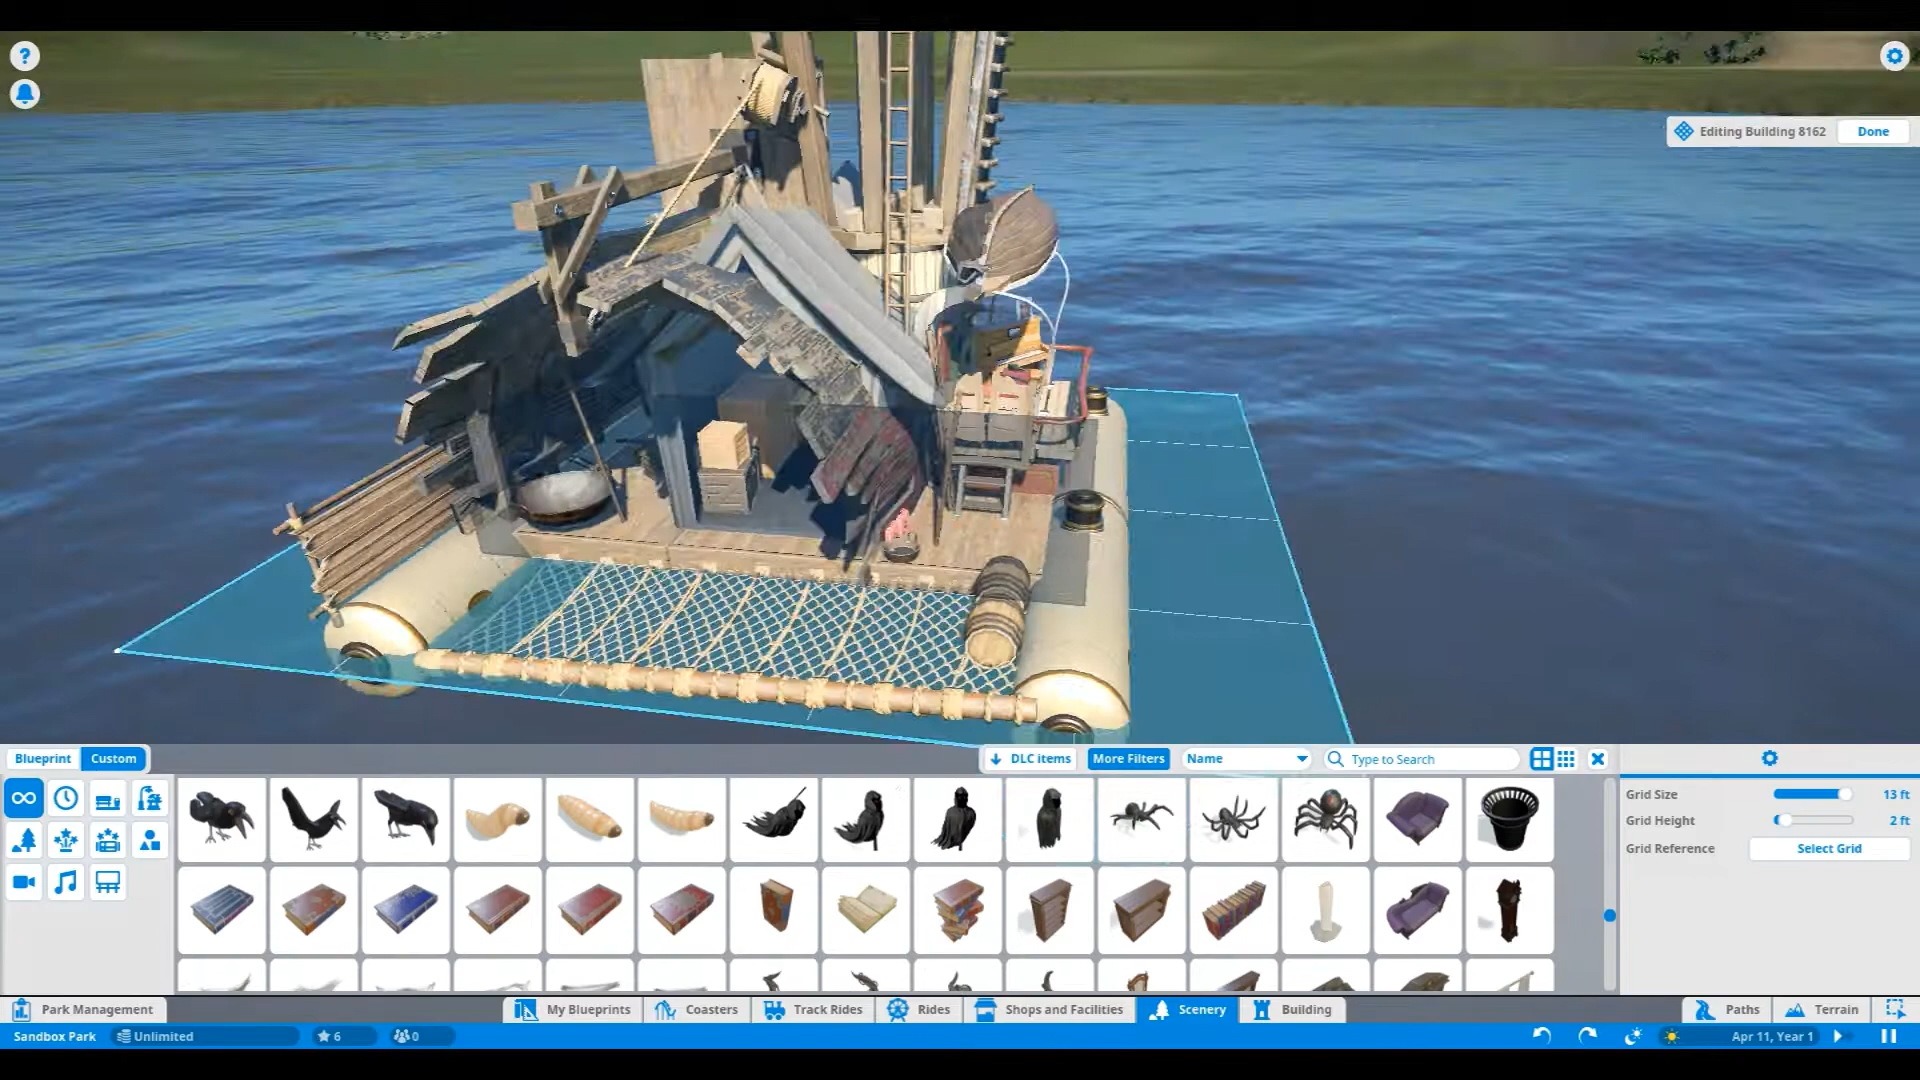 ?
Editing Building 8162
Done
Blueprint
Custom
DLC items
More Filters
Name
Type to Search
Grid Size
13 ft
Grid Height
2 ft
Grid Reference
Select Grid
Park Management
My Blueprints
Coasters
Track Rides
Rides
Shops and Facilities
Scenery
Building
Paths
Terrain
Sandbox Park
Unlimited
6
0
Apr 11, Year 1